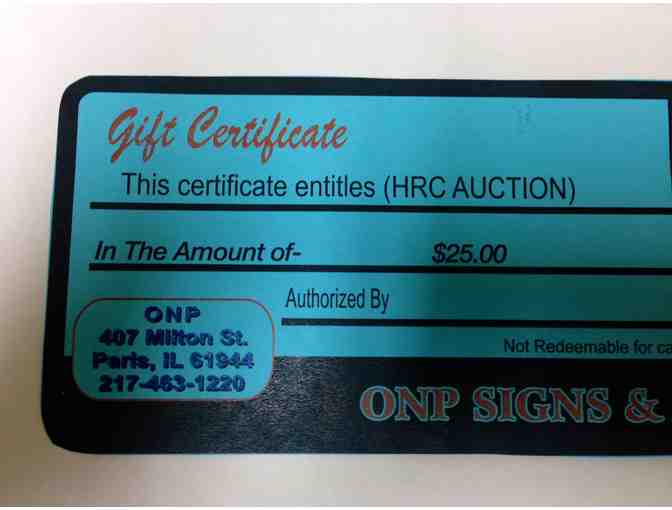 Gift Certificate
This certificate entitles (HRC AUCTION)
In The Amount of- $25.00
Authorized By
ONP
407 Milton St.
Paris, IL 61944
217-463-1220
Not Redeemable for ca
ONP SIGNS &